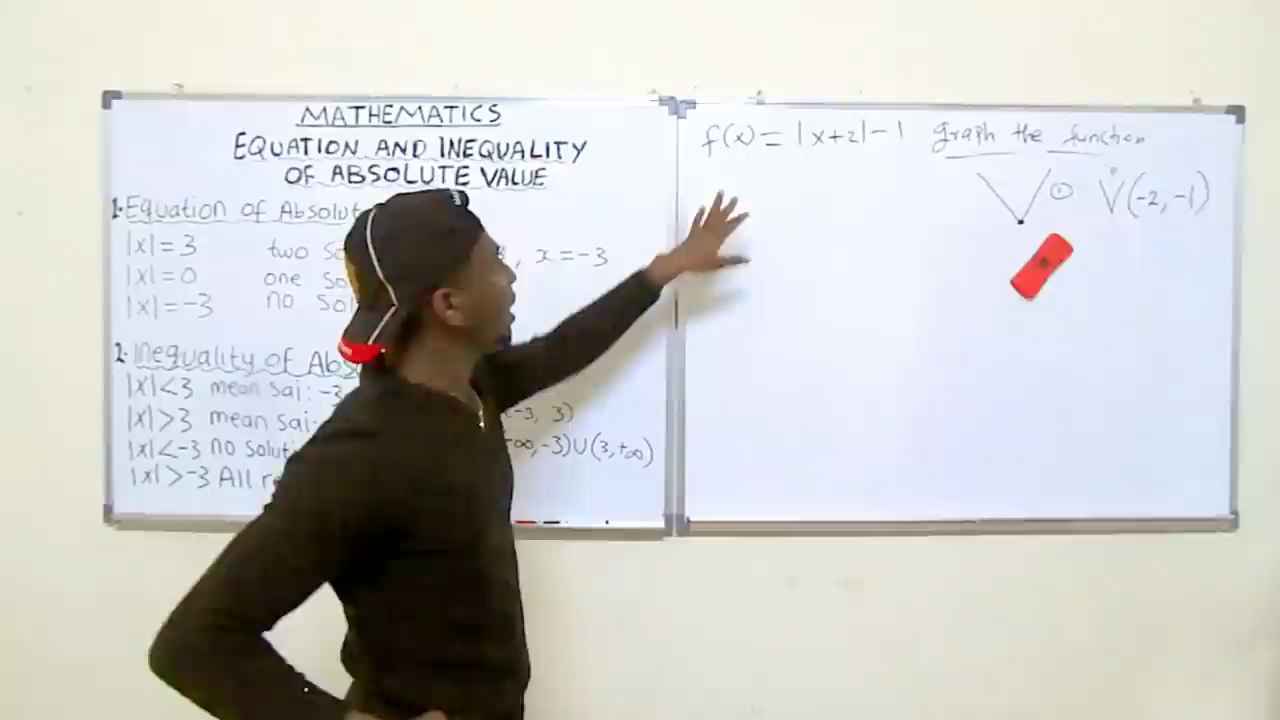 MATHEMATICS
EQUATION AND INEQUALITY
OF ABSOLUTE VALUE
1. Equation of Absolut
|x|=3 two so , x=-3
|x|=0 one so
|x|=-3 no sol
2. Inequality of Abs
|x|<3 mean sai: -3 -3, 3)
|x|>3 mean sai: ∞,-3)∪(3,+∞)
|x|<-3 no solut
|x|>-3 All re
f(x) = |x+2|-1 graph the function
① V(-2, -1)